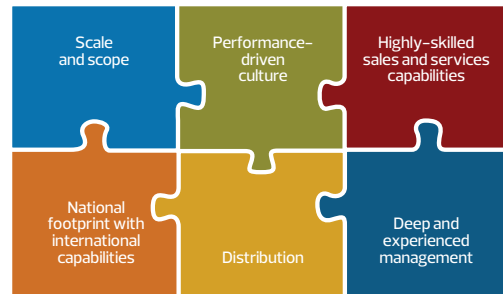 Scale
and scope
Performance-
driven
culture
Highly-skilled
sales and services
capabilities
National
footprint with
international
capabilities
Distribution
Deep and
experienced
management